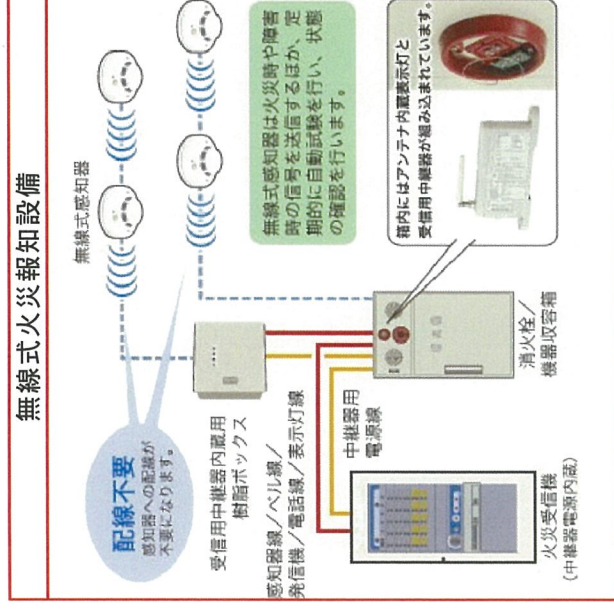 無線式火災報知設備
無線式感知器
配線不要
感知器への配線が
不要になります。
無線式感知器は火災時や障害
時の信号を送信するほか、定
期的に自動試験を行い、状態
の確認を行います。
受信用中継器内蔵用
樹脂ボックス
感知器線／ベル線／
発信機／電話線／表示灯線
中継器用
電源線
箱内にはアンテナ内蔵表示灯と
受信用中継器が組み込まれています。
消火栓／
機器収容箱
火災受信機
（中継器電源内蔵）